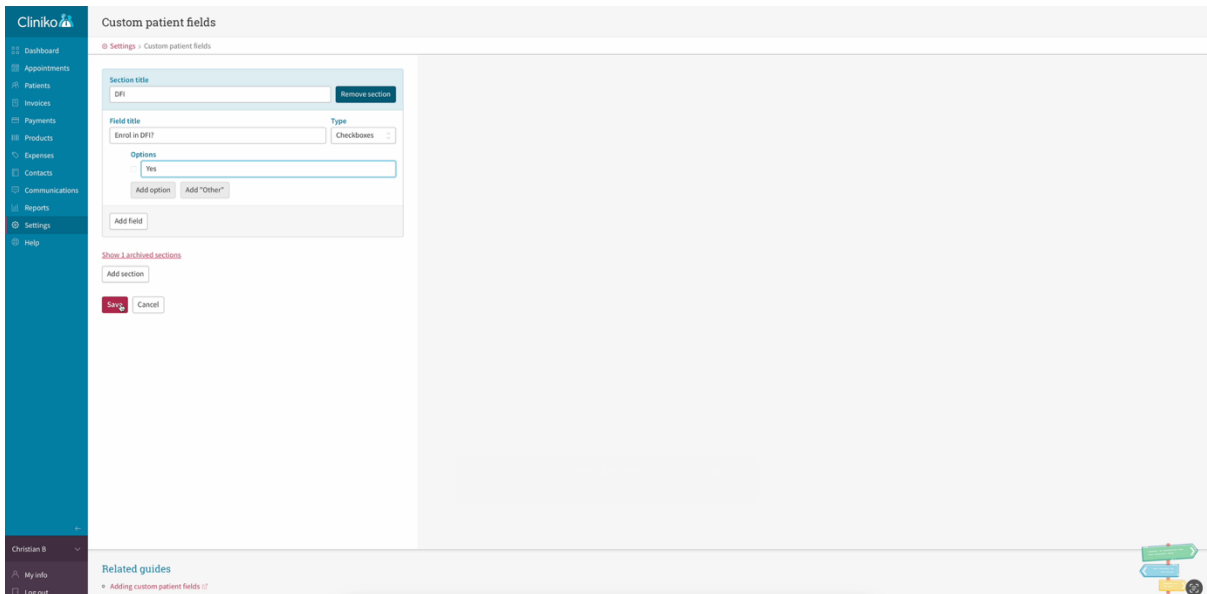 Cliniko
Custom patient fields
Dashboard
Appointments
Patients
Invoices
Payments
Products
Expenses
Contacts
Communications
Reports
Settings
Help
Christian B
My info
Log out
Settings › Custom patient fields
Section title
DFI
Remove section
Field title
Type
Enrol in DFI?
Checkboxes
Options
Yes
Add option
Add "Other"
Add field
Show 1 archived sections
Add section
Save
Cancel
Related guides
Adding custom patient fields